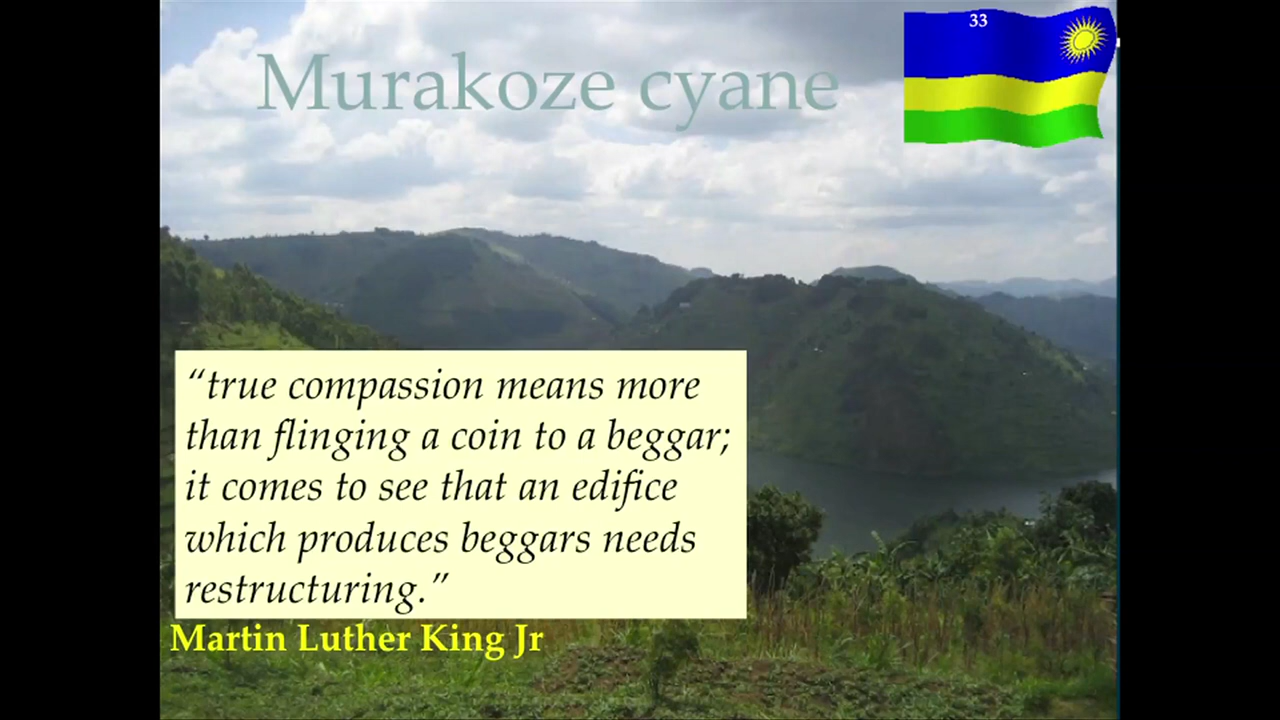 33
Murakoze cyane
“true compassion means more
than flinging a coin to a beggar;
it comes to see that an edifice
which produces beggars needs
restructuring.”
Martin Luther King Jr